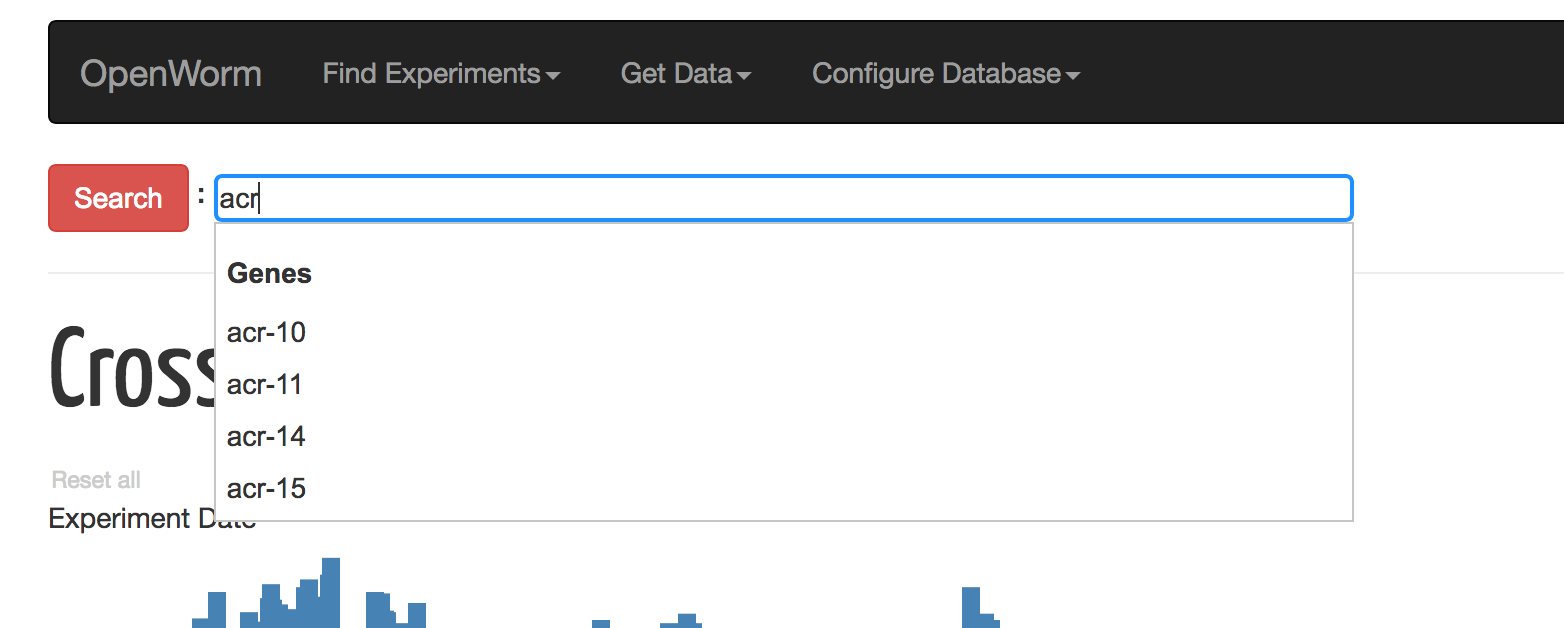 OpenWorm Find Experiments Get Data Configure Database
Search : acr
Genes
acr-10
acr-11
acr-14
acr-15
Cross
Reset all
Experiment Date